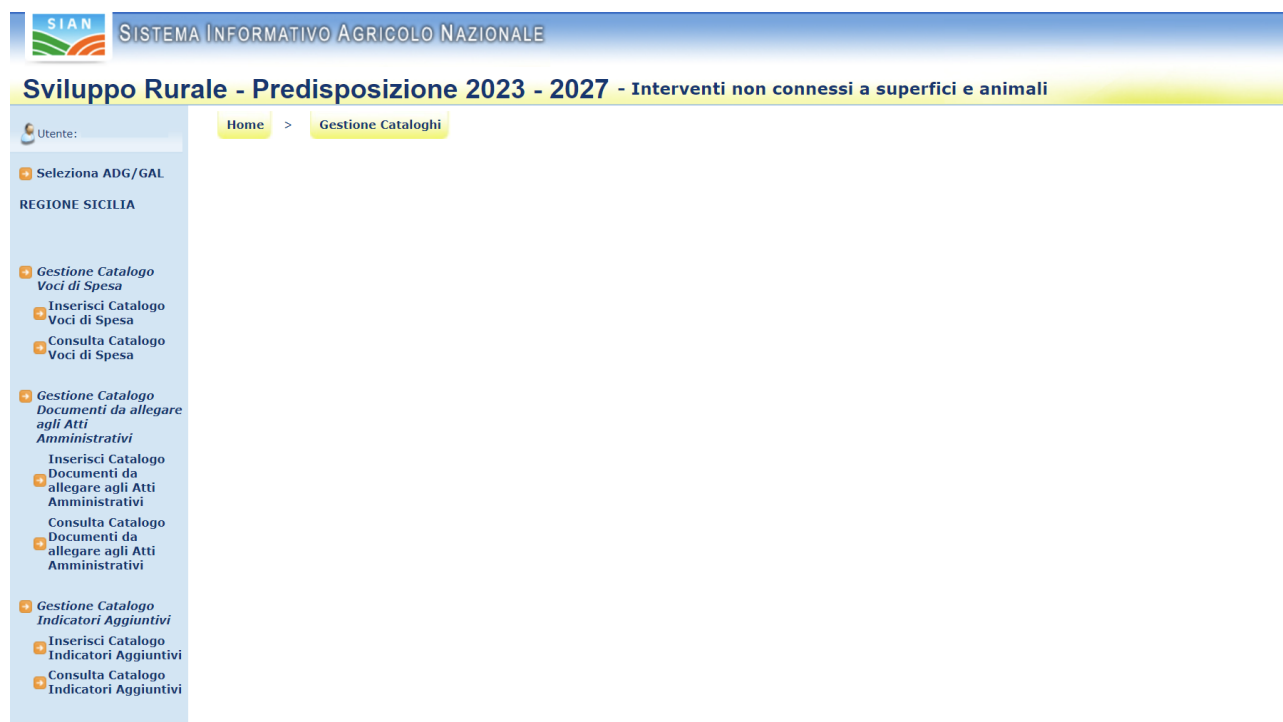 SIAN
SISTEMA INFORMATIVO AGRICOLO NAZIONALE
Sviluppo Rurale - Predisposizione 2023 - 2027 - Interventi non connessi a superfici e animali
Utente:
Home > Gestione Cataloghi
Seleziona ADG/GAL
REGIONE SICILIA
Gestione Catalogo
Voci di Spesa
Inserisci Catalogo
Voci di Spesa
Consulta Catalogo
Voci di Spesa
Gestione Catalogo
Documenti da allegare
agli Atti
Amministrativi
Inserisci Catalogo
Documenti da
allegare agli Atti
Amministrativi
Consulta Catalogo
Documenti da
allegare agli Atti
Amministrativi
Gestione Catalogo
Indicatori Aggiuntivi
Inserisci Catalogo
Indicatori Aggiuntivi
Consulta Catalogo
Indicatori Aggiuntivi